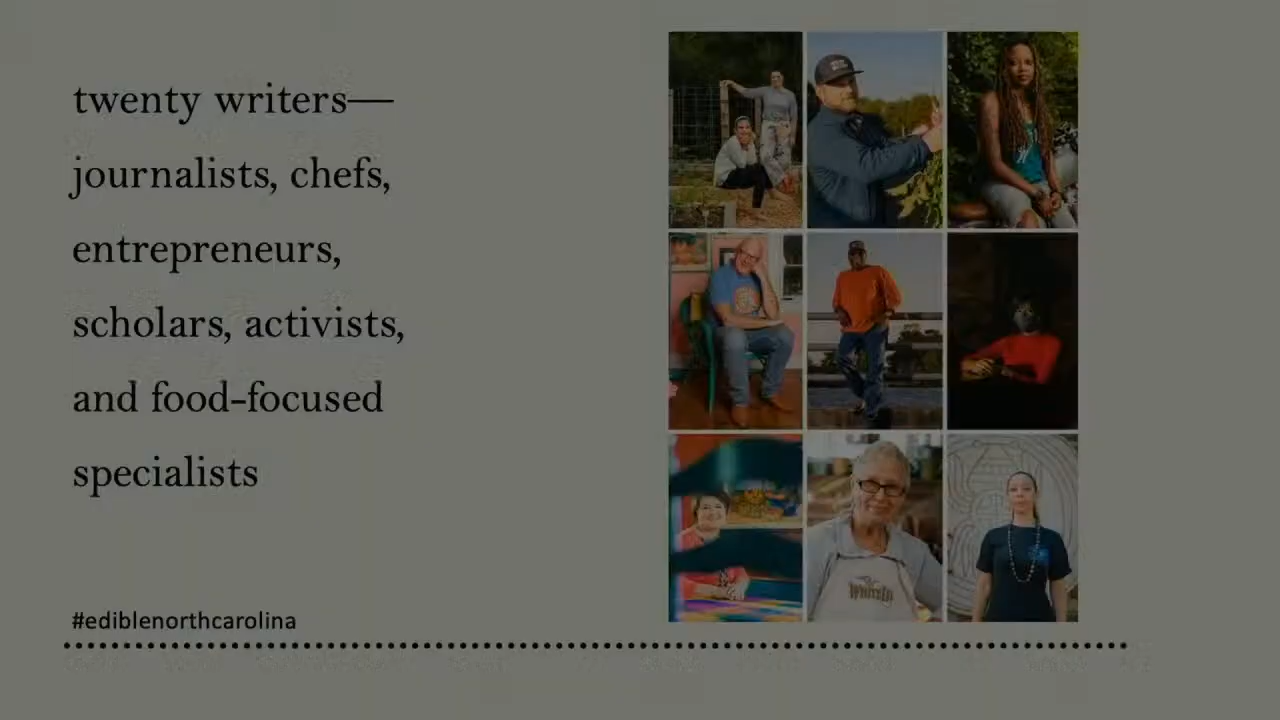 twenty writers—
journalists, chefs,
entrepreneurs,
scholars, activists,
and food-focused
specialists
#ediblenorthcarolina